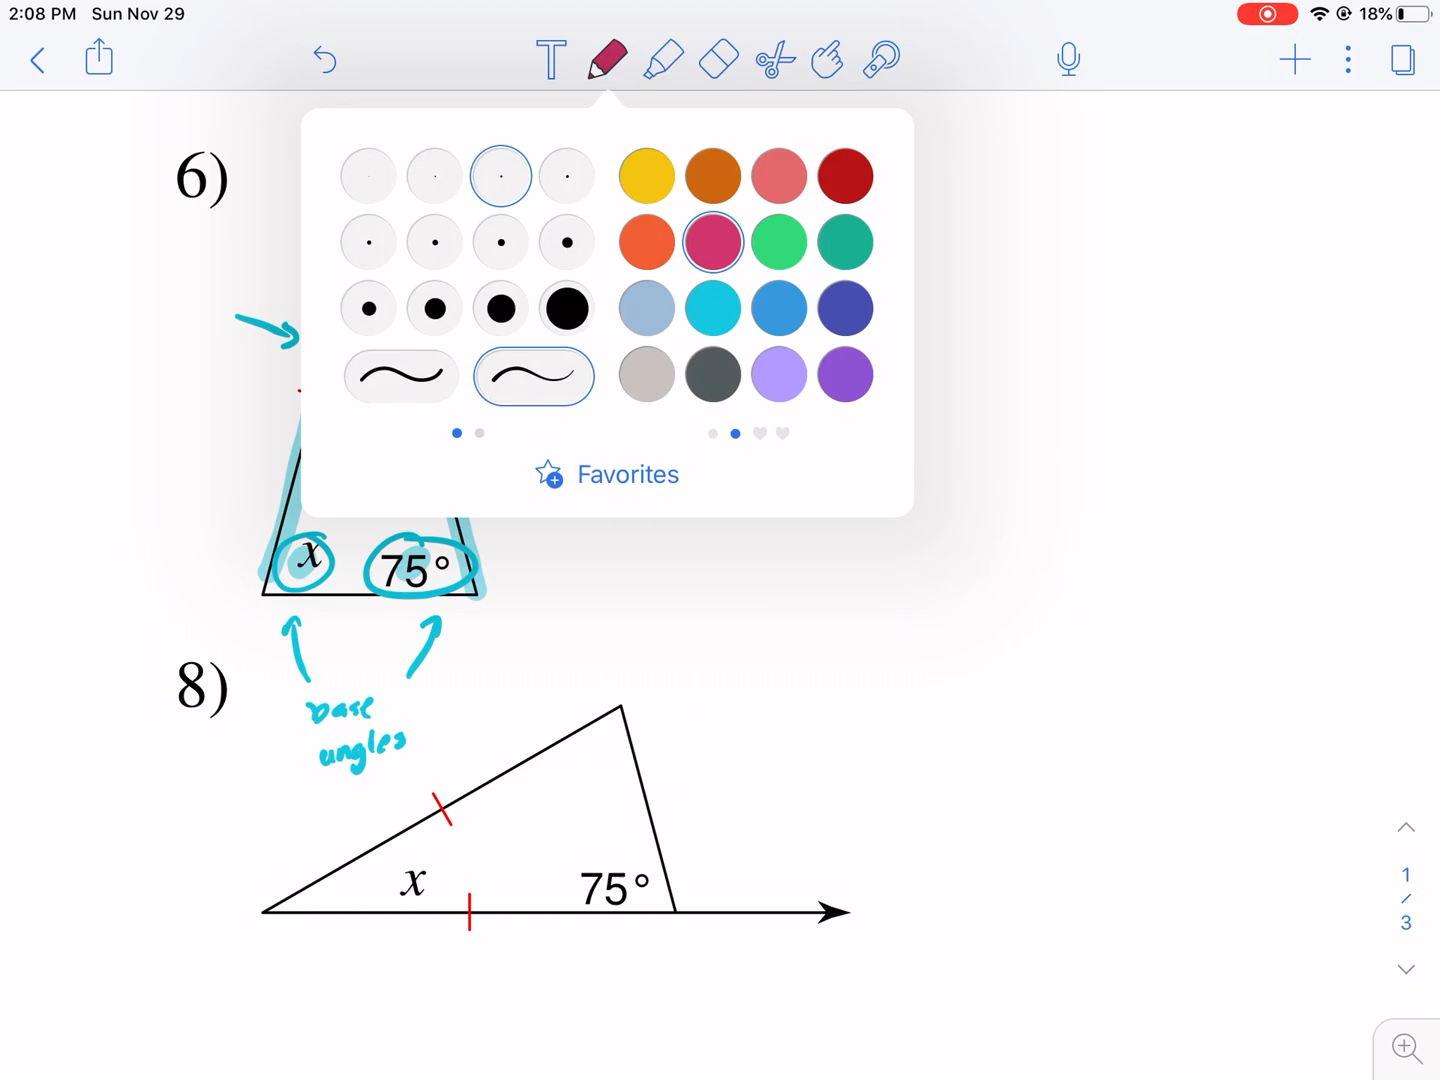 2:08 PM Sun Nov 29
18%
T
6)
Favorites
x
75°
8)
base
angles
x
75°
1
/
3